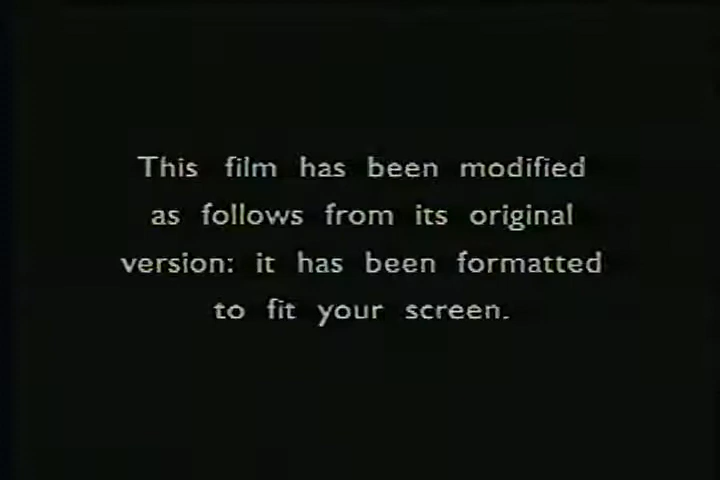 This film has been modified
as follows from its original
version: it has been formatted
to fit your screen.